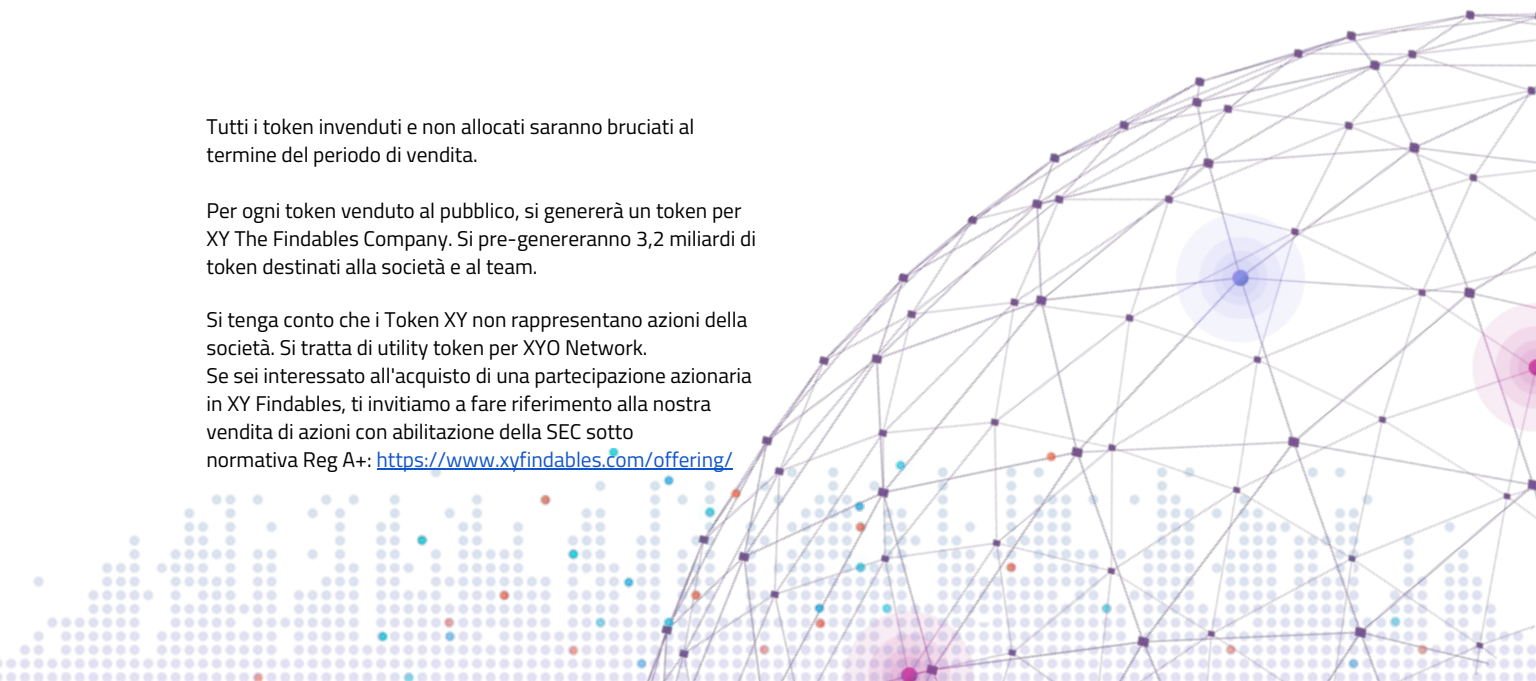 Tutti i token invenduti e non allocati saranno bruciati al
termine del periodo di vendita.
Per ogni token venduto al pubblico, si genererà un token per
XY The Findables Company. Si pre-genereranno 3,2 miliardi di
token destinati alla società e al team.
Si tenga conto che i Token XY non rappresentano azioni della
società. Si tratta di utility token per XYO Network.
Se sei interessato all'acquisto di una partecipazione azionaria
in XY Findables, ti invitiamo a fare riferimento alla nostra
vendita di azioni con abilitazione della SEC sotto
normativa Reg A+: https://www.xyfindables.com/offering/